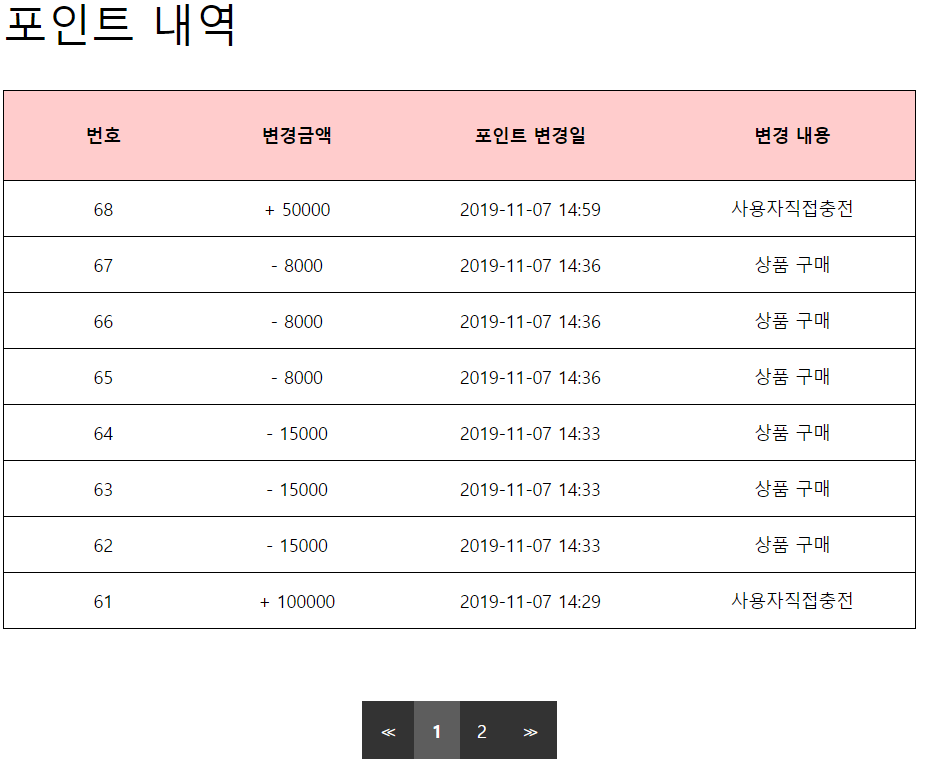 포인트 내역
번호 변경금액 포인트 변경일 변경 내용
68 + 50000 2019-11-07 14:59 사용자직접충전
67 - 8000 2019-11-07 14:36 상품 구매
66 - 8000 2019-11-07 14:36 상품 구매
65 - 8000 2019-11-07 14:36 상품 구매
64 - 15000 2019-11-07 14:33 상품 구매
63 - 15000 2019-11-07 14:33 상품 구매
62 - 15000 2019-11-07 14:33 상품 구매
61 + 100000 2019-11-07 14:29 사용자직접충전
≪ 1 2 ≫